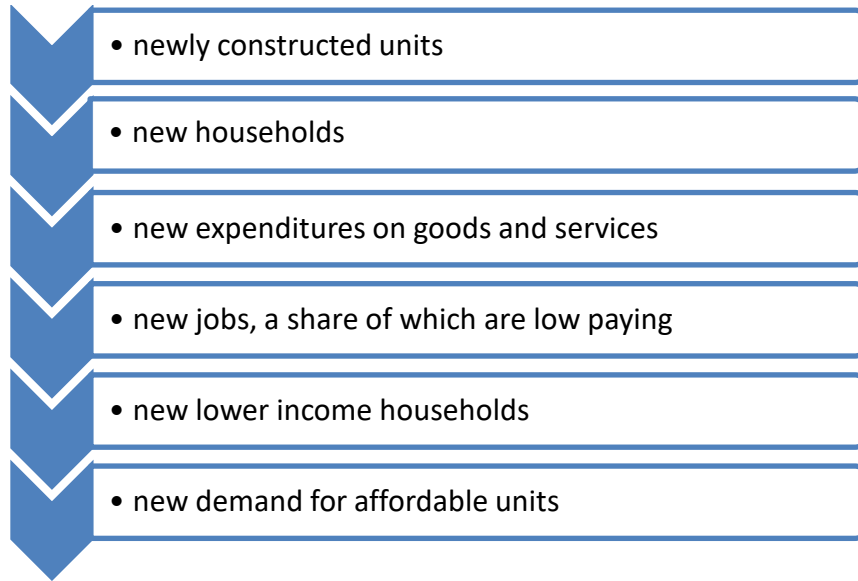 • newly constructed units
• new households
• new expenditures on goods and services
• new jobs, a share of which are low paying
• new lower income households
• new demand for affordable units